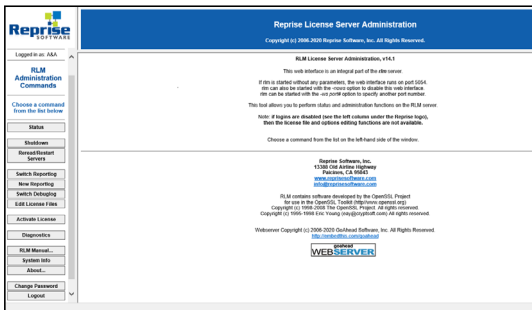 Reprise
SOFTWARE
Logged in as: A&A
RLM
Administration
Commands
Choose a command
from the list below
Status
Shutdown
Reread/Restart
Servers
Switch Reporting
New Reporting
Switch Debuglog
Edit License Files
Activate License
Diagnostics
RLM Manual...
System Info
About...
Change Password
Logout
Reprise License Server Administration
Copyright (c) 2006-2020 Reprise Software, Inc. All Rights Reserved.
RLM License Server Administration, v14.1
This web interface is an integral part of the rlm server.
If rlm is started without any parameters, the web interface runs on port 5054.
rlm can also be started with the -nows option to disable this web interface.
rlm can be started with the -ws port# option to specify another port number.
This tool allows you to perform status and administration functions on the RLM server.
Note: if logins are disabled (see the left column under the Reprise logo),
then the license file and options editing functions are not available.
Choose a command from the list on the left-hand side of the window.
Reprise Software, Inc.
13300 Old Airline Highway
Paicines, CA 95043
www.reprisesoftware.com
info@reprisesoftware.com
RLM contains software developed by the OpenSSL Project
for use in the OpenSSL Toolkit (http//www.openssl.org)
Copyright (c) 1998-2008 The OpenSSL Project. All rights reserved.
Copyright (c) 1995-1998 Eric Young (eay@cryptsoft.com) All rights reserved.
Webserver Copyright (c) 2006-2020 GoAhead Software, Inc. All Rights Reserved.
http://embedthis.com/goahead
goahead
WEBSERVER